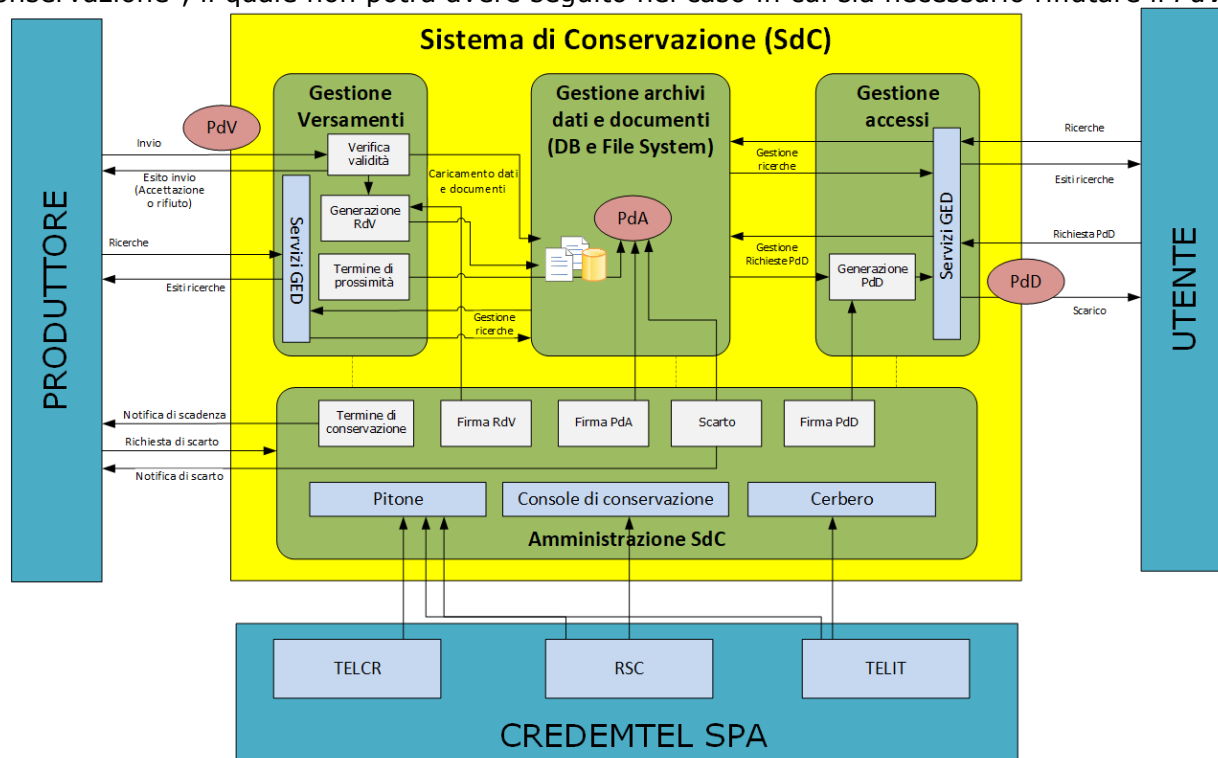 Sistema di Conservazione (SdC)
PRODUTTORE
UTENTE
Gestione
Versamenti
Gestione archivi
dati e documenti
(DB e File System)
Gestione
accessi
PdV
Invio
Esito invio
(Accettazione
o rifiuto)
Ricerche
Esiti ricerche
Verifica
validità
Generazione
RdV
Termine di
prossimità
Servizi GED
Caricamento dati
e documenti
PdA
Gestione
ricerche
Gestione
ricerche
Gestione
Richieste PdD
Generazione
PdD
Servizi GED
Ricerche
Esiti ricerche
Richiesta PdD
PdD
Scarico
Notifica di scadenza
Richiesta di scarto
Notifica di scarto
Termine di
conservazione
Firma RdV
Firma PdA
Scarto
Firma PdD
Pitone
Console di conservazione
Cerbero
Amministrazione SdC
TELCR
RSC
TELIT
CREDEMTEL SPA